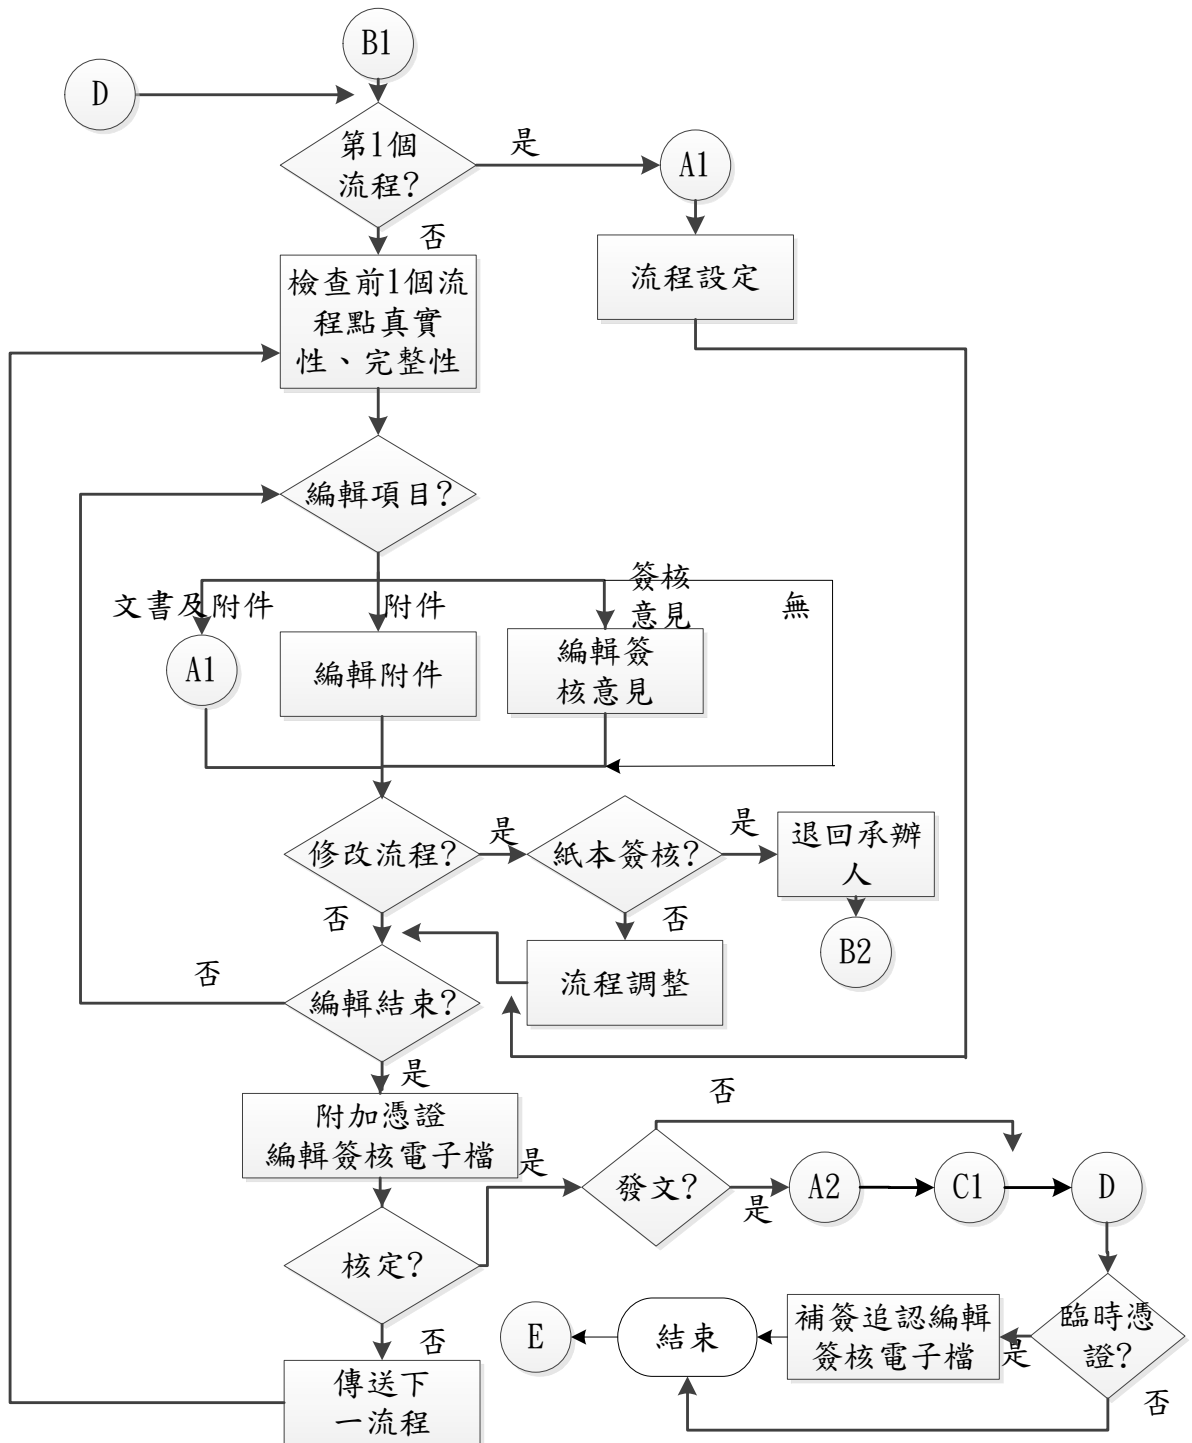 B1
D
第1個
流程?
是
A1
否
流程設定
檢查前1個流
程點真實
性、完整性
編輯項目?
文書及附件
附件
簽核
意見
無
A1
編輯附件
編輯簽
核意見
修改流程?
是
紙本簽核?
是
退回承辦
人
否
否
B2
流程調整
否
編輯結束?
是
附加憑證
編輯簽核電子檔
否
是
發文?
是
A2
C1
D
核定?
否
傳送下
一流程
E
結束
補簽追認編輯
簽核電子檔
是
臨時憑
證?
否